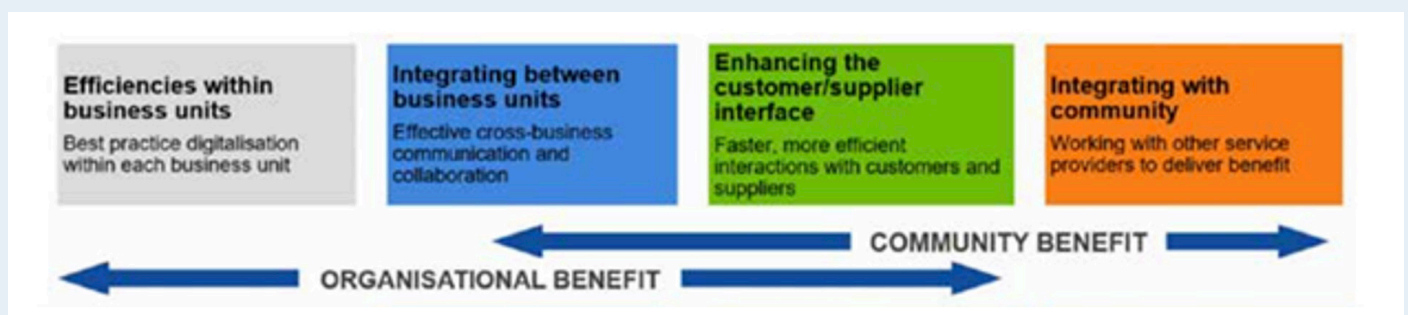 Efficiencies within
business units
Best practice digitalisation
within each business unit
Integrating between
business units
Effective cross-business
communication and
collaboration
Enhancing the
customer/supplier
interface
Faster, more efficient
interactions with customers and
suppliers
Integrating with
community
Working with other service
providers to deliver benefit
COMMUNITY BENEFIT
ORGANISATIONAL BENEFIT